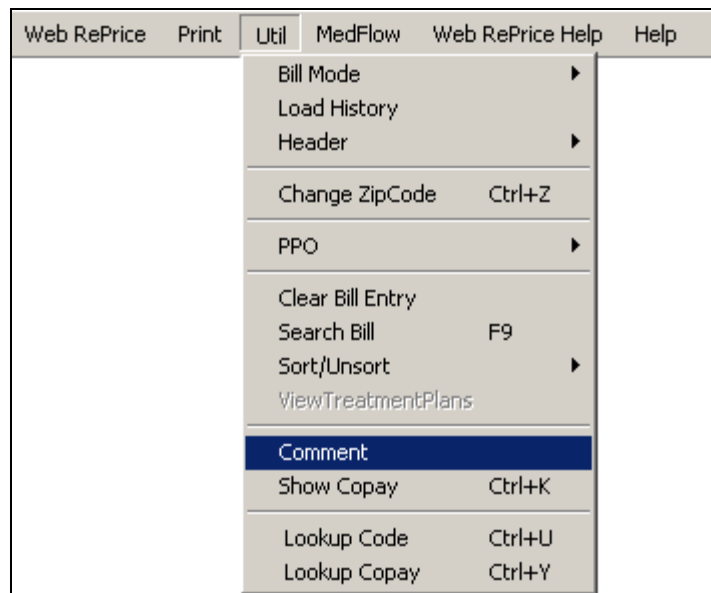 Web RePrice Print Util MedFlow Web RePrice Help Help
Bill Mode
Load History
Header
Change ZipCode Ctrl+Z
PPO
Clear Bill Entry
Search Bill F9
Sort/Unsort
ViewTreatmentPlans
Comment
Show Copay Ctrl+K
Lookup Code Ctrl+U
Lookup Copay Ctrl+Y